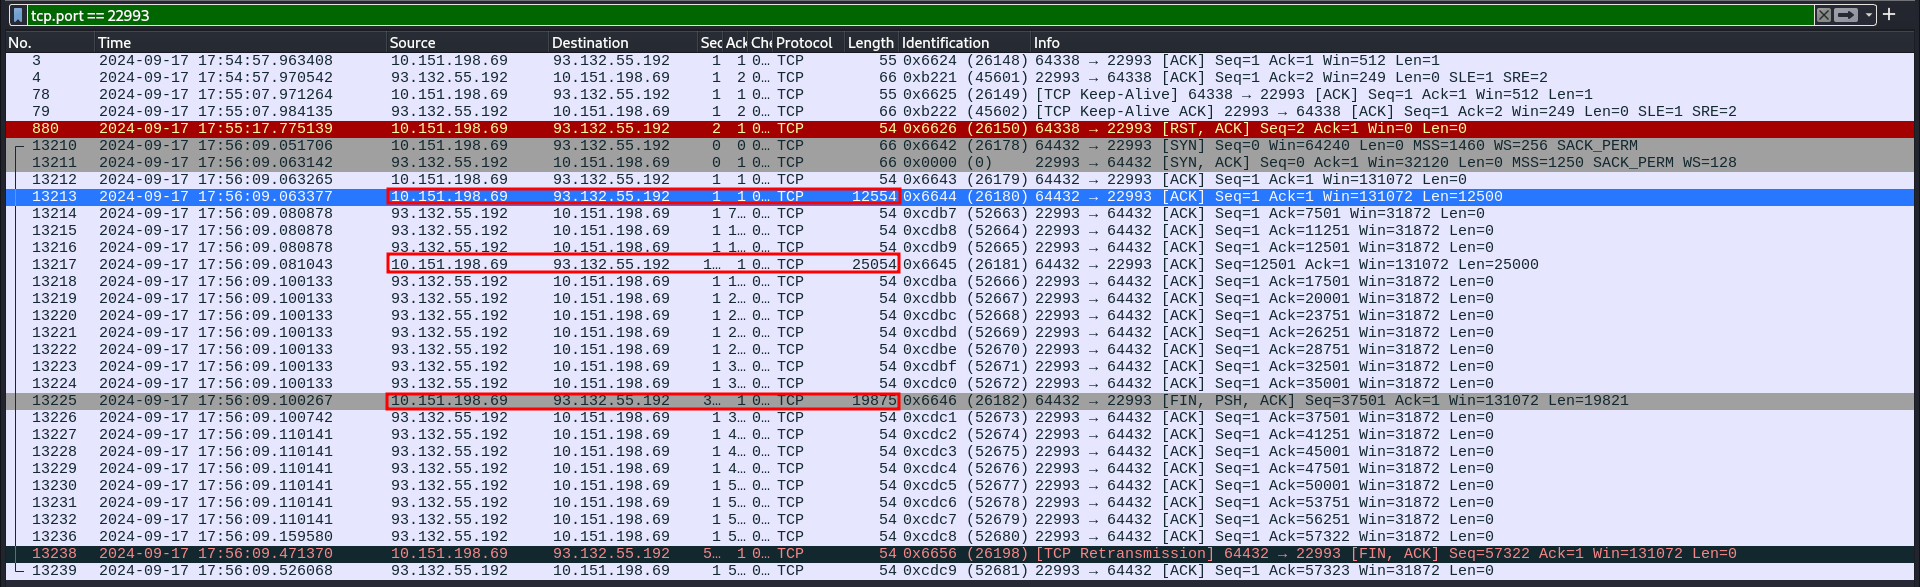 tcp.port == 22993
No. Time Source Destination Sec Ack Che Protocol Length Identification Info
3 2024-09-17 17:54:57.963408 10.151.198.69 93.132.55.192 1 1 0… TCP 55 0x6624 (26148) 64338 → 22993 [ACK] Seq=1 Ack=1 Win=512 Len=1
4 2024-09-17 17:54:57.970542 93.132.55.192 10.151.198.69 1 2 0… TCP 66 0xb221 (45601) 22993 → 64338 [ACK] Seq=1 Ack=2 Win=249 Len=0 SLE=1 SRE=2
78 2024-09-17 17:55:07.971264 10.151.198.69 93.132.55.192 1 1 0… TCP 55 0x6625 (26149) [TCP Keep-Alive] 64338 → 22993 [ACK] Seq=1 Ack=1 Win=512 Len=1
79 2024-09-17 17:55:07.984135 93.132.55.192 10.151.198.69 1 2 0… TCP 66 0xb222 (45602) [TCP Keep-Alive ACK] 22993 → 64338 [ACK] Seq=1 Ack=2 Win=249 Len=0 SLE=1 SRE=2
880 2024-09-17 17:55:17.775139 10.151.198.69 93.132.55.192 2 1 0… TCP 54 0x6626 (26150) 64338 → 22993 [RST, ACK] Seq=2 Ack=1 Win=0 Len=0
13210 2024-09-17 17:56:09.051706 10.151.198.69 93.132.55.192 0 0 0… TCP 66 0x6642 (26178) 64432 → 22993 [SYN] Seq=0 Win=64240 Len=0 MSS=1460 WS=256 SACK_PERM
13211 2024-09-17 17:56:09.063142 93.132.55.192 10.151.198.69 0 1 0… TCP 66 0x0000 (0) 22993 → 64432 [SYN, ACK] Seq=0 Ack=1 Win=32120 Len=0 MSS=1250 SACK_PERM WS=128
13212 2024-09-17 17:56:09.063265 10.151.198.69 93.132.55.192 1 1 0… TCP 54 0x6643 (26179) 64432 → 22993 [ACK] Seq=1 Ack=1 Win=131072 Len=0
13213 2024-09-17 17:56:09.063377 10.151.198.69 93.132.55.192 1 1 0… TCP 12554 0x6644 (26180) 64432 → 22993 [ACK] Seq=1 Ack=1 Win=131072 Len=12500
13214 2024-09-17 17:56:09.080878 93.132.55.192 10.151.198.69 1 7… 0… TCP 54 0xcdb7 (52663) 22993 → 64432 [ACK] Seq=1 Ack=7501 Win=31872 Len=0
13215 2024-09-17 17:56:09.080878 93.132.55.192 10.151.198.69 1 1… 0… TCP 54 0xcdb8 (52664) 22993 → 64432 [ACK] Seq=1 Ack=11251 Win=31872 Len=0
13216 2024-09-17 17:56:09.080878 93.132.55.192 10.151.198.69 1 1… 0… TCP 54 0xcdb9 (52665) 22993 → 64432 [ACK] Seq=1 Ack=12501 Win=31872 Len=0
13217 2024-09-17 17:56:09.081043 10.151.198.69 93.132.55.192 1… 1 0… TCP 25054 0x6645 (26181) 64432 → 22993 [ACK] Seq=12501 Ack=1 Win=131072 Len=25000
13218 2024-09-17 17:56:09.100133 93.132.55.192 10.151.198.69 1 1… 0… TCP 54 0xcdba (52666) 22993 → 64432 [ACK] Seq=1 Ack=17501 Win=31872 Len=0
13219 2024-09-17 17:56:09.100133 93.132.55.192 10.151.198.69 1 2… 0… TCP 54 0xcdbb (52667) 22993 → 64432 [ACK] Seq=1 Ack=20001 Win=31872 Len=0
13220 2024-09-17 17:56:09.100133 93.132.55.192 10.151.198.69 1 2… 0… TCP 54 0xcdbc (52668) 22993 → 64432 [ACK] Seq=1 Ack=23751 Win=31872 Len=0
13221 2024-09-17 17:56:09.100133 93.132.55.192 10.151.198.69 1 2… 0… TCP 54 0xcdbd (52669) 22993 → 64432 [ACK] Seq=1 Ack=26251 Win=31872 Len=0
13222 2024-09-17 17:56:09.100133 93.132.55.192 10.151.198.69 1 2… 0… TCP 54 0xcdbe (52670) 22993 → 64432 [ACK] Seq=1 Ack=28751 Win=31872 Len=0
13223 2024-09-17 17:56:09.100133 93.132.55.192 10.151.198.69 1 3… 0… TCP 54 0xcdbf (52671) 22993 → 64432 [ACK] Seq=1 Ack=32501 Win=31872 Len=0
13224 2024-09-17 17:56:09.100133 93.132.55.192 10.151.198.69 1 3… 0… TCP 54 0xcdc0 (52672) 22993 → 64432 [ACK] Seq=1 Ack=35001 Win=31872 Len=0
13225 2024-09-17 17:56:09.100267 10.151.198.69 93.132.55.192 3… 1 0… TCP 19875 0x6646 (26182) 64432 → 22993 [FIN, PSH, ACK] Seq=37501 Ack=1 Win=131072 Len=19821
13226 2024-09-17 17:56:09.100742 93.132.55.192 10.151.198.69 1 3… 0… TCP 54 0xcdc1 (52673) 22993 → 64432 [ACK] Seq=1 Ack=37501 Win=31872 Len=0
13227 2024-09-17 17:56:09.110141 93.132.55.192 10.151.198.69 1 4… 0… TCP 54 0xcdc2 (52674) 22993 → 64432 [ACK] Seq=1 Ack=41251 Win=31872 Len=0
13228 2024-09-17 17:56:09.110141 93.132.55.192 10.151.198.69 1 4… 0… TCP 54 0xcdc3 (52675) 22993 → 64432 [ACK] Seq=1 Ack=45001 Win=31872 Len=0
13229 2024-09-17 17:56:09.110141 93.132.55.192 10.151.198.69 1 4… 0… TCP 54 0xcdc4 (52676) 22993 → 64432 [ACK] Seq=1 Ack=47501 Win=31872 Len=0
13230 2024-09-17 17:56:09.110141 93.132.55.192 10.151.198.69 1 5… 0… TCP 54 0xcdc5 (52677) 22993 → 64432 [ACK] Seq=1 Ack=50001 Win=31872 Len=0
13231 2024-09-17 17:56:09.110141 93.132.55.192 10.151.198.69 1 5… 0… TCP 54 0xcdc6 (52678) 22993 → 64432 [ACK] Seq=1 Ack=53751 Win=31872 Len=0
13232 2024-09-17 17:56:09.110141 93.132.55.192 10.151.198.69 1 5… 0… TCP 54 0xcdc7 (52679) 22993 → 64432 [ACK] Seq=1 Ack=56251 Win=31872 Len=0
13236 2024-09-17 17:56:09.159580 93.132.55.192 10.151.198.69 1 5… 0… TCP 54 0xcdc8 (52680) 22993 → 64432 [ACK] Seq=1 Ack=57322 Win=31872 Len=0
13238 2024-09-17 17:56:09.471370 10.151.198.69 93.132.55.192 5… 1 0… TCP 54 0x6656 (26198) [TCP Retransmission] 64432 → 22993 [FIN, ACK] Seq=57322 Ack=1 Win=131072 Len=0
13239 2024-09-17 17:56:09.526068 93.132.55.192 10.151.198.69 1 5… 0… TCP 54 0xcdc9 (52681) 22993 → 64432 [ACK] Seq=1 Ack=57323 Win=31872 Len=0